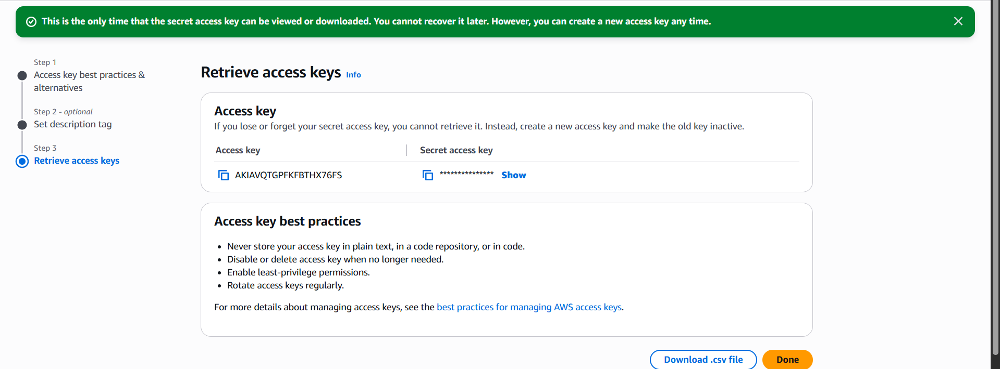 This is the only time that the secret access key can be viewed or downloaded. You cannot recover it later. However, you can create a new access key any time.
Step 1
Access key best practices &
alternatives
Step 2 - optional
Set description tag
Step 3
Retrieve access keys
Retrieve access keys Info
Access key
If you lose or forget your secret access key, you cannot retrieve it. Instead, create a new access key and make the old key inactive.
Access key
Secret access key
AKIAVQTGPFKFBTHX76FS
*************** Show
Access key best practices
• Never store your access key in plain text, in a code repository, or in code.
• Disable or delete access key when no longer needed.
• Enable least-privilege permissions.
• Rotate access keys regularly.
For more details about managing access keys, see the best practices for managing AWS access keys.
Download .csv file
Done